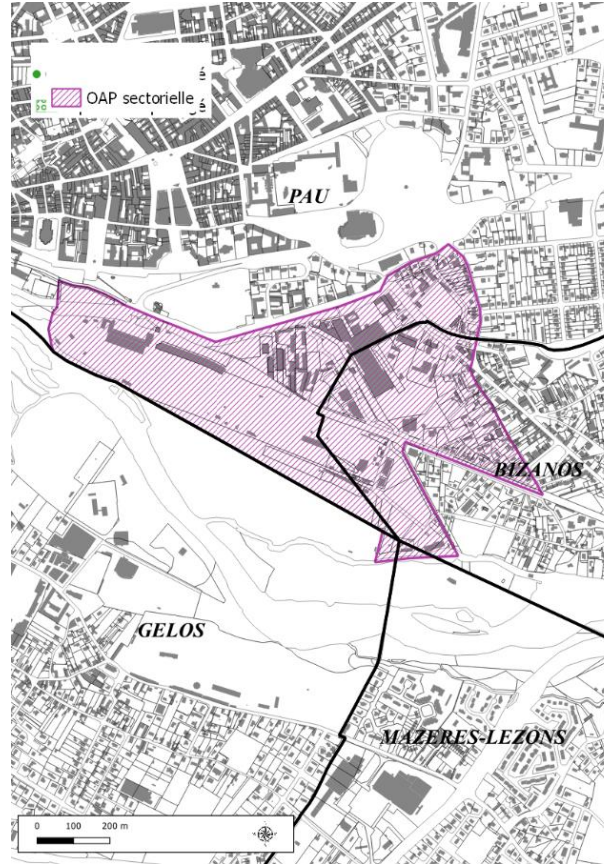 OAP sectorielle
PAU
BIZANOS
GELOS
MAZERES-LEZONS
0 100 200 m